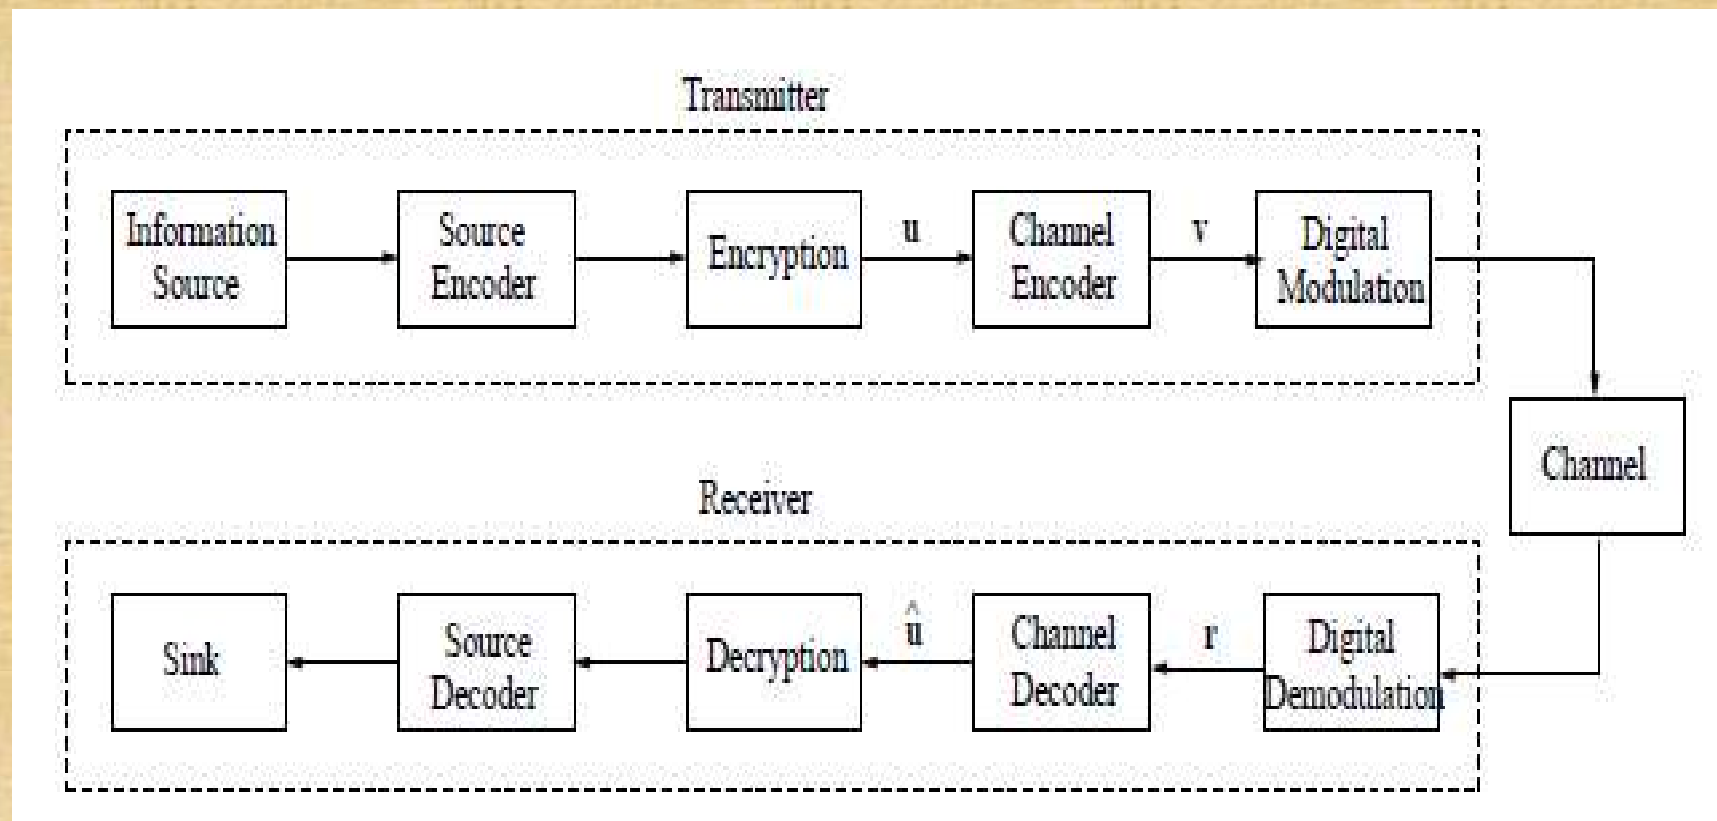 Transmitter
Information
Source
Source
Encoder
Encryption
u
Channel
Encoder
v
Digital
Modulation
Channel
Receiver
Sink
Source
Decoder
Decryption
û
Channel
Decoder
r
Digital
Demodulation